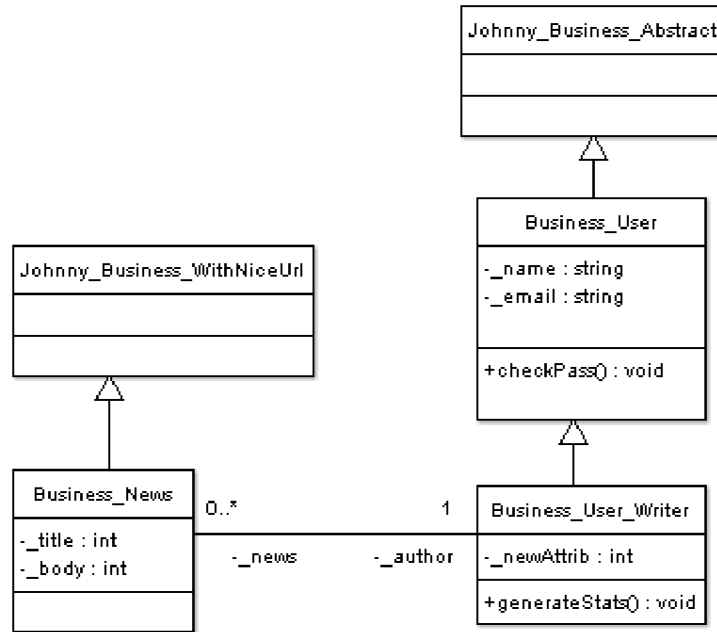 Johnny_Business_Abstract
Business_User
-_name : string
-_email : string
+checkPass() : void
Johnny_Business_WithNiceUrl
Business_News
-_title : int
-_body : int
0..*
1
-_news
-_author
Business_User_Writer
-_newAttrib : int
+generateStats() : void